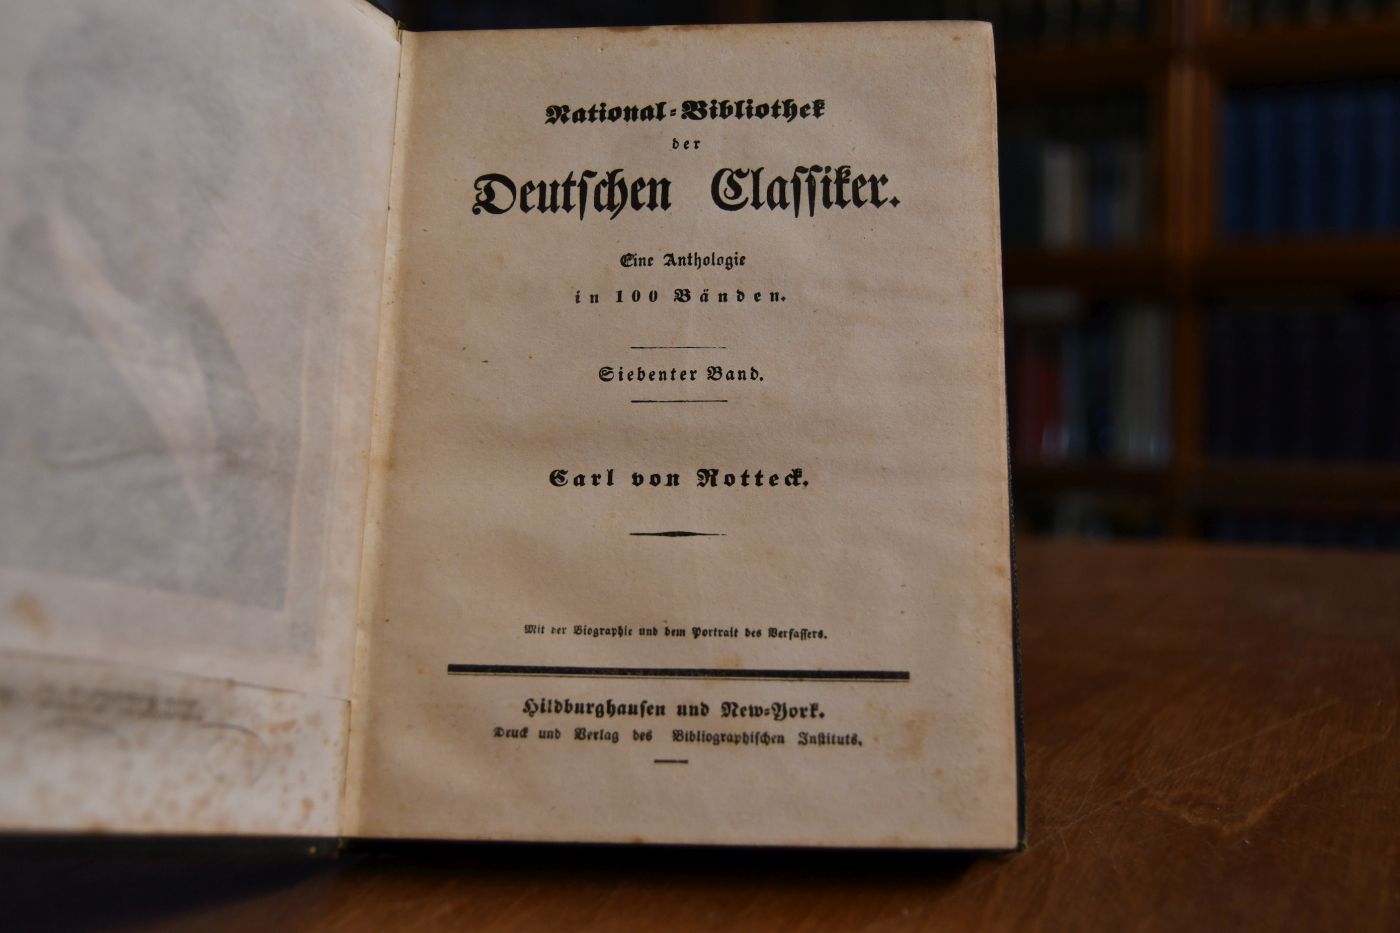 National-Bibliothek
der
Deutschen Classiker.
Eine Anthologie
in 100 Bänden.
Siebenter Band.
Carl von Rotteck.
Mit der Biographie und dem Portrait des Verfassers.
Hildburghausen und New-York.
Druck und Verlag des Bibliographischen Instituts.